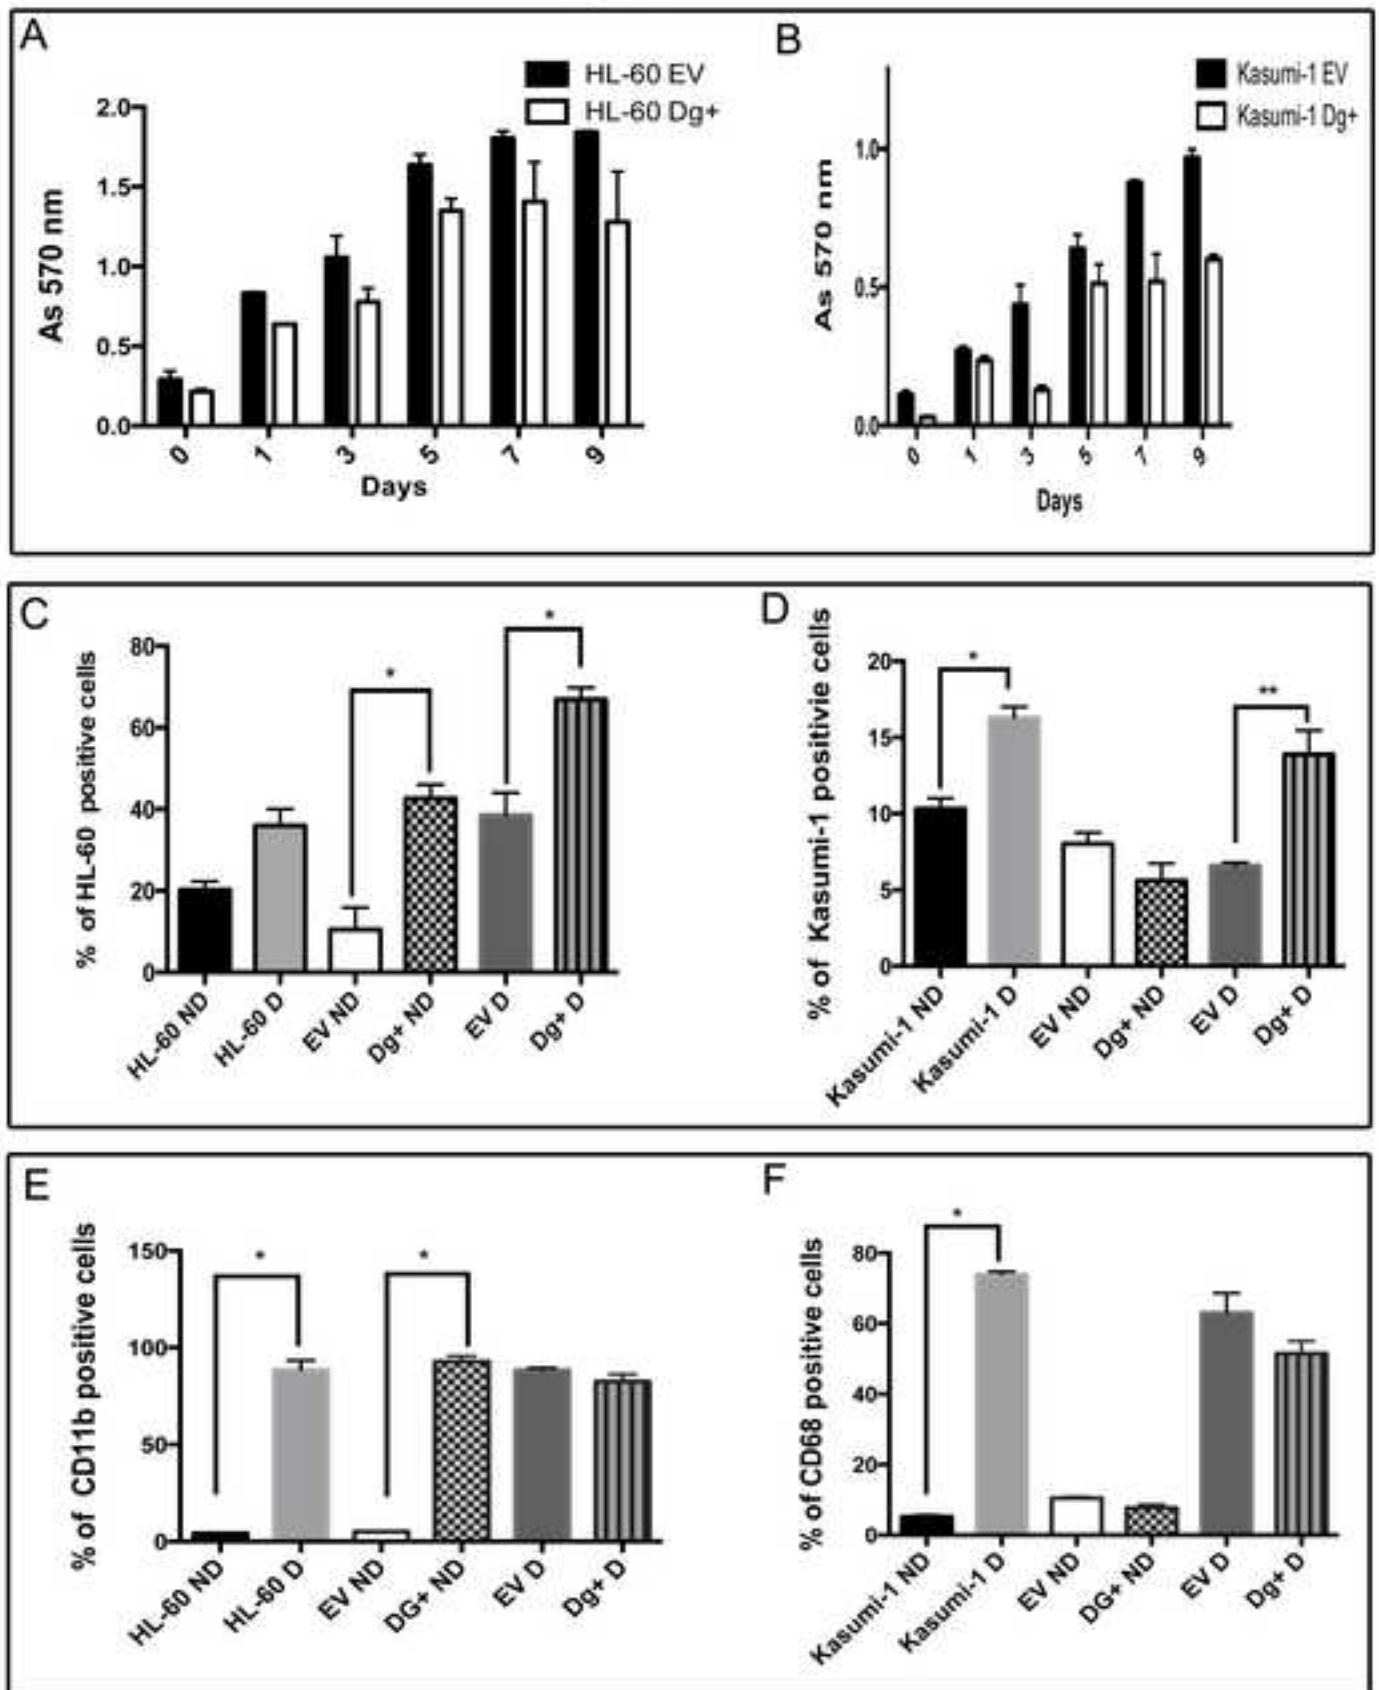 A
HL-60 EV
HL-60 Dg+
As 570 nm
2.0
1.5
1.0
0.5
0.0
0 1 3 5 7 9
Days
B
Kasumi-1 EV
Kasumi-1 Dg+
As 570 nm
1.0
0.5
0.0
0 1 3 5 7 9
Days
C
% of HL-60 positive cells
80
60
40
20
0
*
*
HL-60 ND
HL-60 D
EV ND
Dg+ ND
EV D
Dg+ D
D
% of Kasumi-1 positivie cells
20
15
10
5
0
*
**
Kasumi-1 ND
Kasumi-1 D
EV ND
Dg+ ND
EV D
Dg+ D
E
% of CD11b positive cells
150
100
50
0
*
*
HL-60 ND
HL-60 D
EV ND
DG+ ND
EV D
Dg+ D
F
% of CD68 positive cells
80
60
40
20
0
*
Kasumi-1 ND
Kasumi-1 D
EV ND
DG+ ND
EV D
Dg+ D